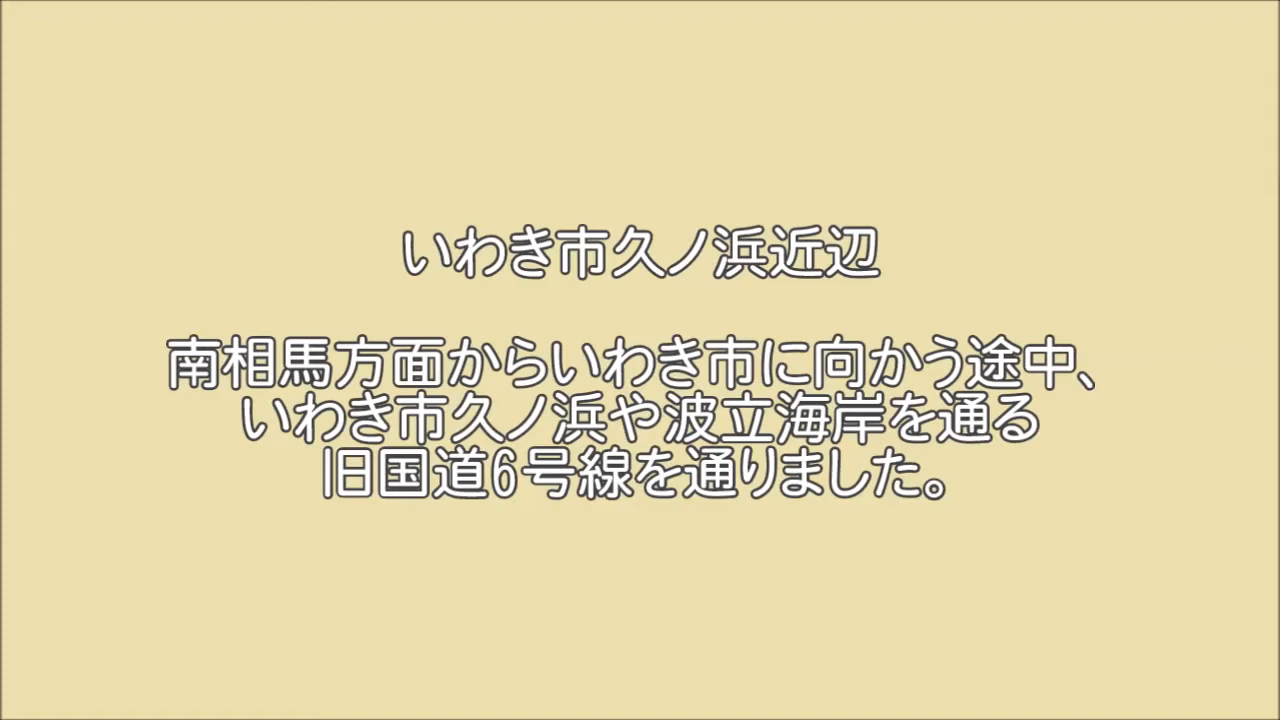 いわき市久ノ浜近辺
南相馬方面からいわき市に向かう途中、
いわき市久ノ浜や波立海岸を通る
旧国道6号線を通りました。